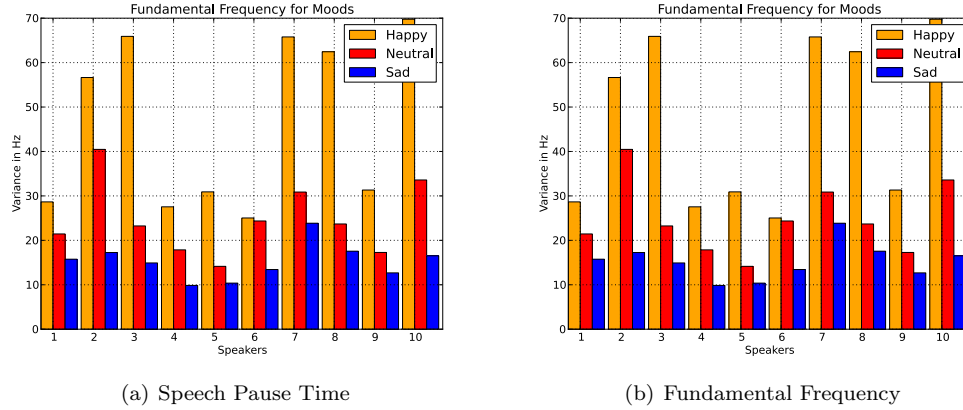 Fundamental Frequency for Moods
70
60
50
40
30
20
10
0
Variance in Hz
Happy
Neutral
Sad
1 2 3 4 5 6 7 8 9 10
Speakers
(a) Speech Pause Time
Fundamental Frequency for Moods
70
60
50
40
30
20
10
0
Variance in Hz
Happy
Neutral
Sad
1 2 3 4 5 6 7 8 9 10
Speakers
(b) Fundamental Frequency